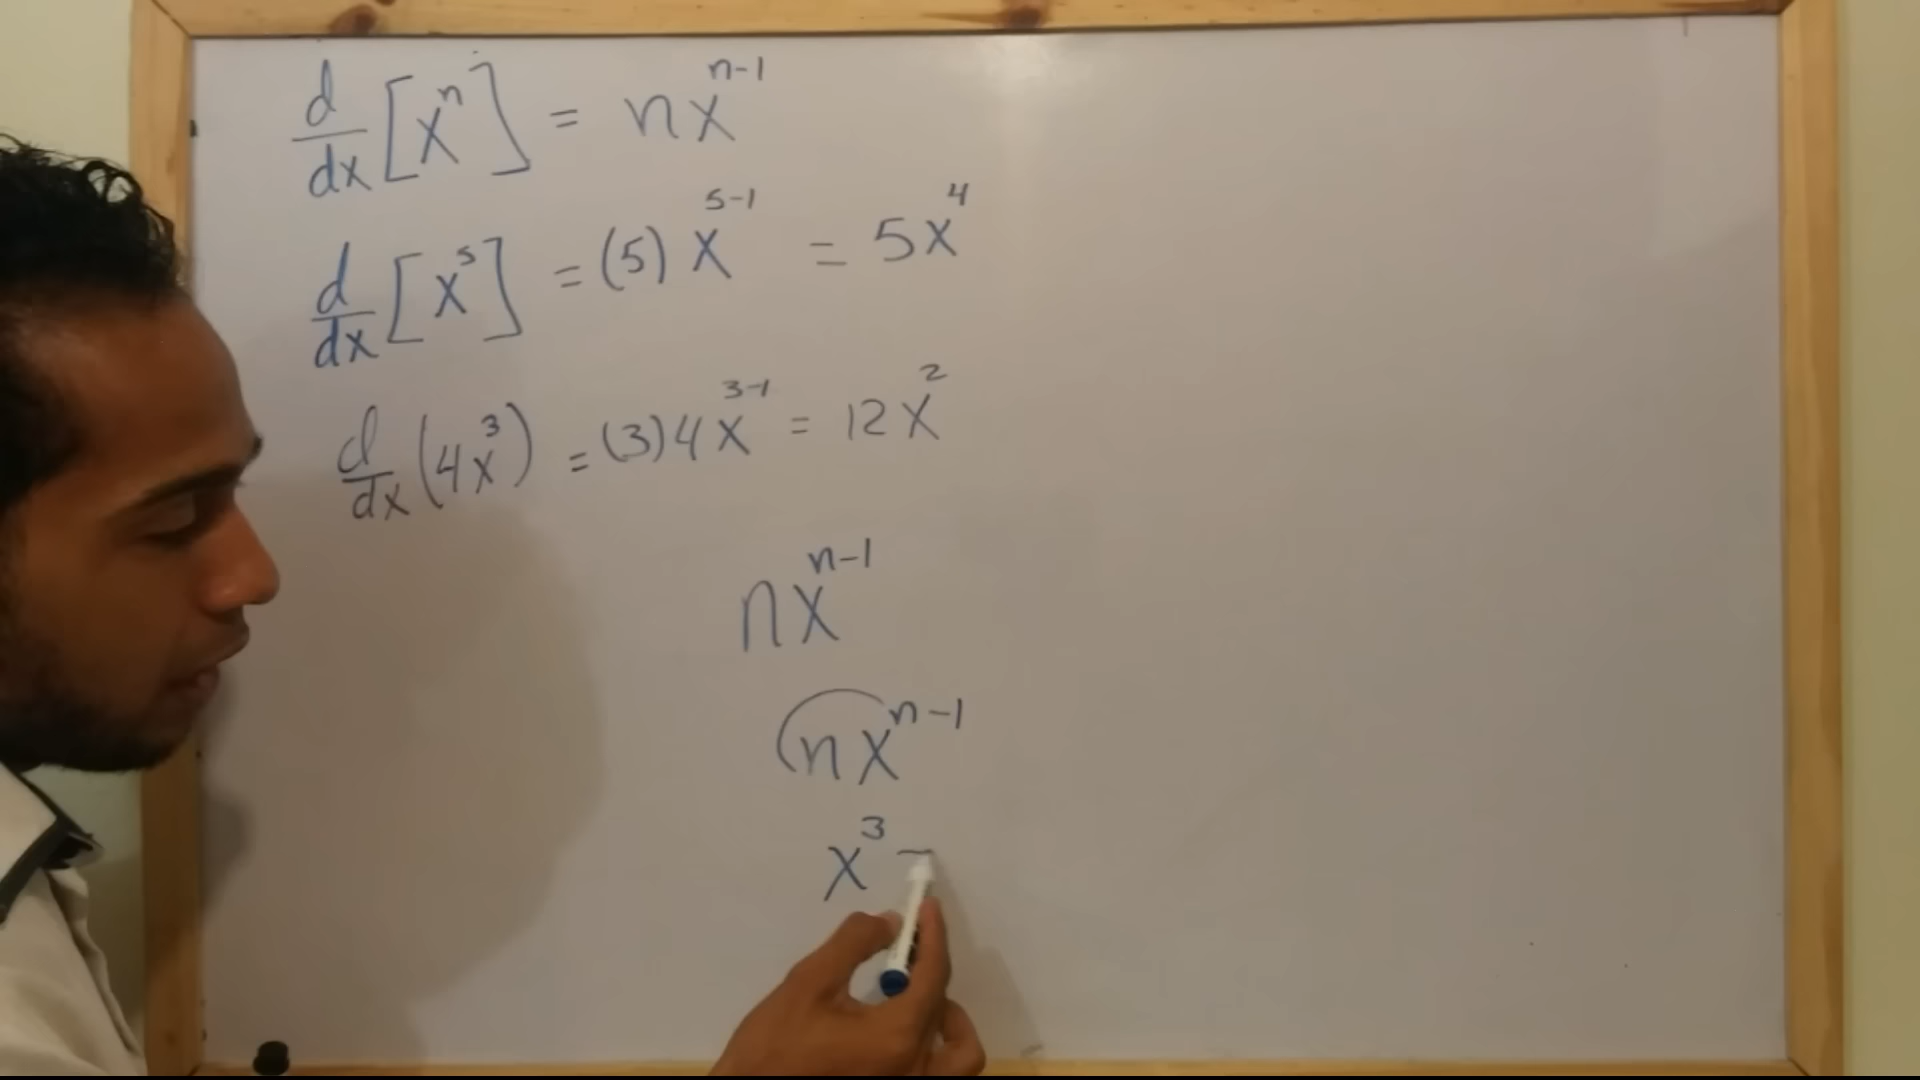 d/dx [x^n] = nx^(n-1)
d/dx [x^5] = (5)x^(5-1) = 5x^4
d/dx (4x^3) = (3)4x^(3-1) = 12x^2
nx^(n-1)
(nx^(n-1)
x^3 -